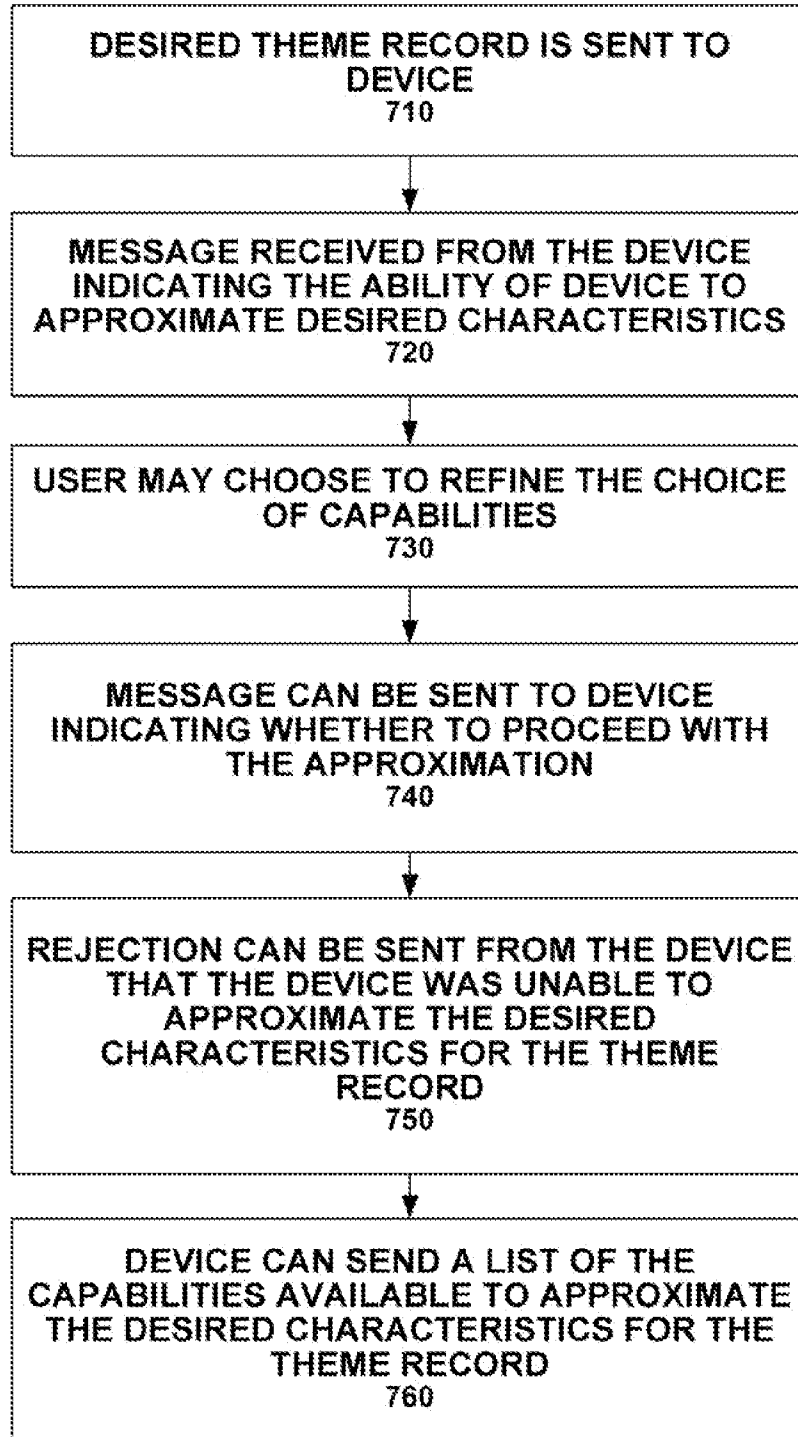 DESIRED THEME RECORD IS SENT TO
DEVICE
710
MESSAGE RECEIVED FROM THE DEVICE
INDICATING THE ABILITY OF DEVICE TO
APPROXIMATE DESIRED CHARACTERISTICS
720
USER MAY CHOOSE TO REFINE THE CHOICE
OF CAPABILITIES
730
MESSAGE CAN BE SENT TO DEVICE
INDICATING WHETHER TO PROCEED WITH
THE APPROXIMATION
740
REJECTION CAN BE SENT FROM THE DEVICE
THAT THE DEVICE WAS UNABLE TO
APPROXIMATE THE DESIRED
CHARACTERISTICS FOR THE THEME
RECORD
750
DEVICE CAN SEND A LIST OF THE
CAPABILITIES AVAILABLE TO APPROXIMATE
THE DESIRED CHARACTERISTICS FOR THE
THEME RECORD
760